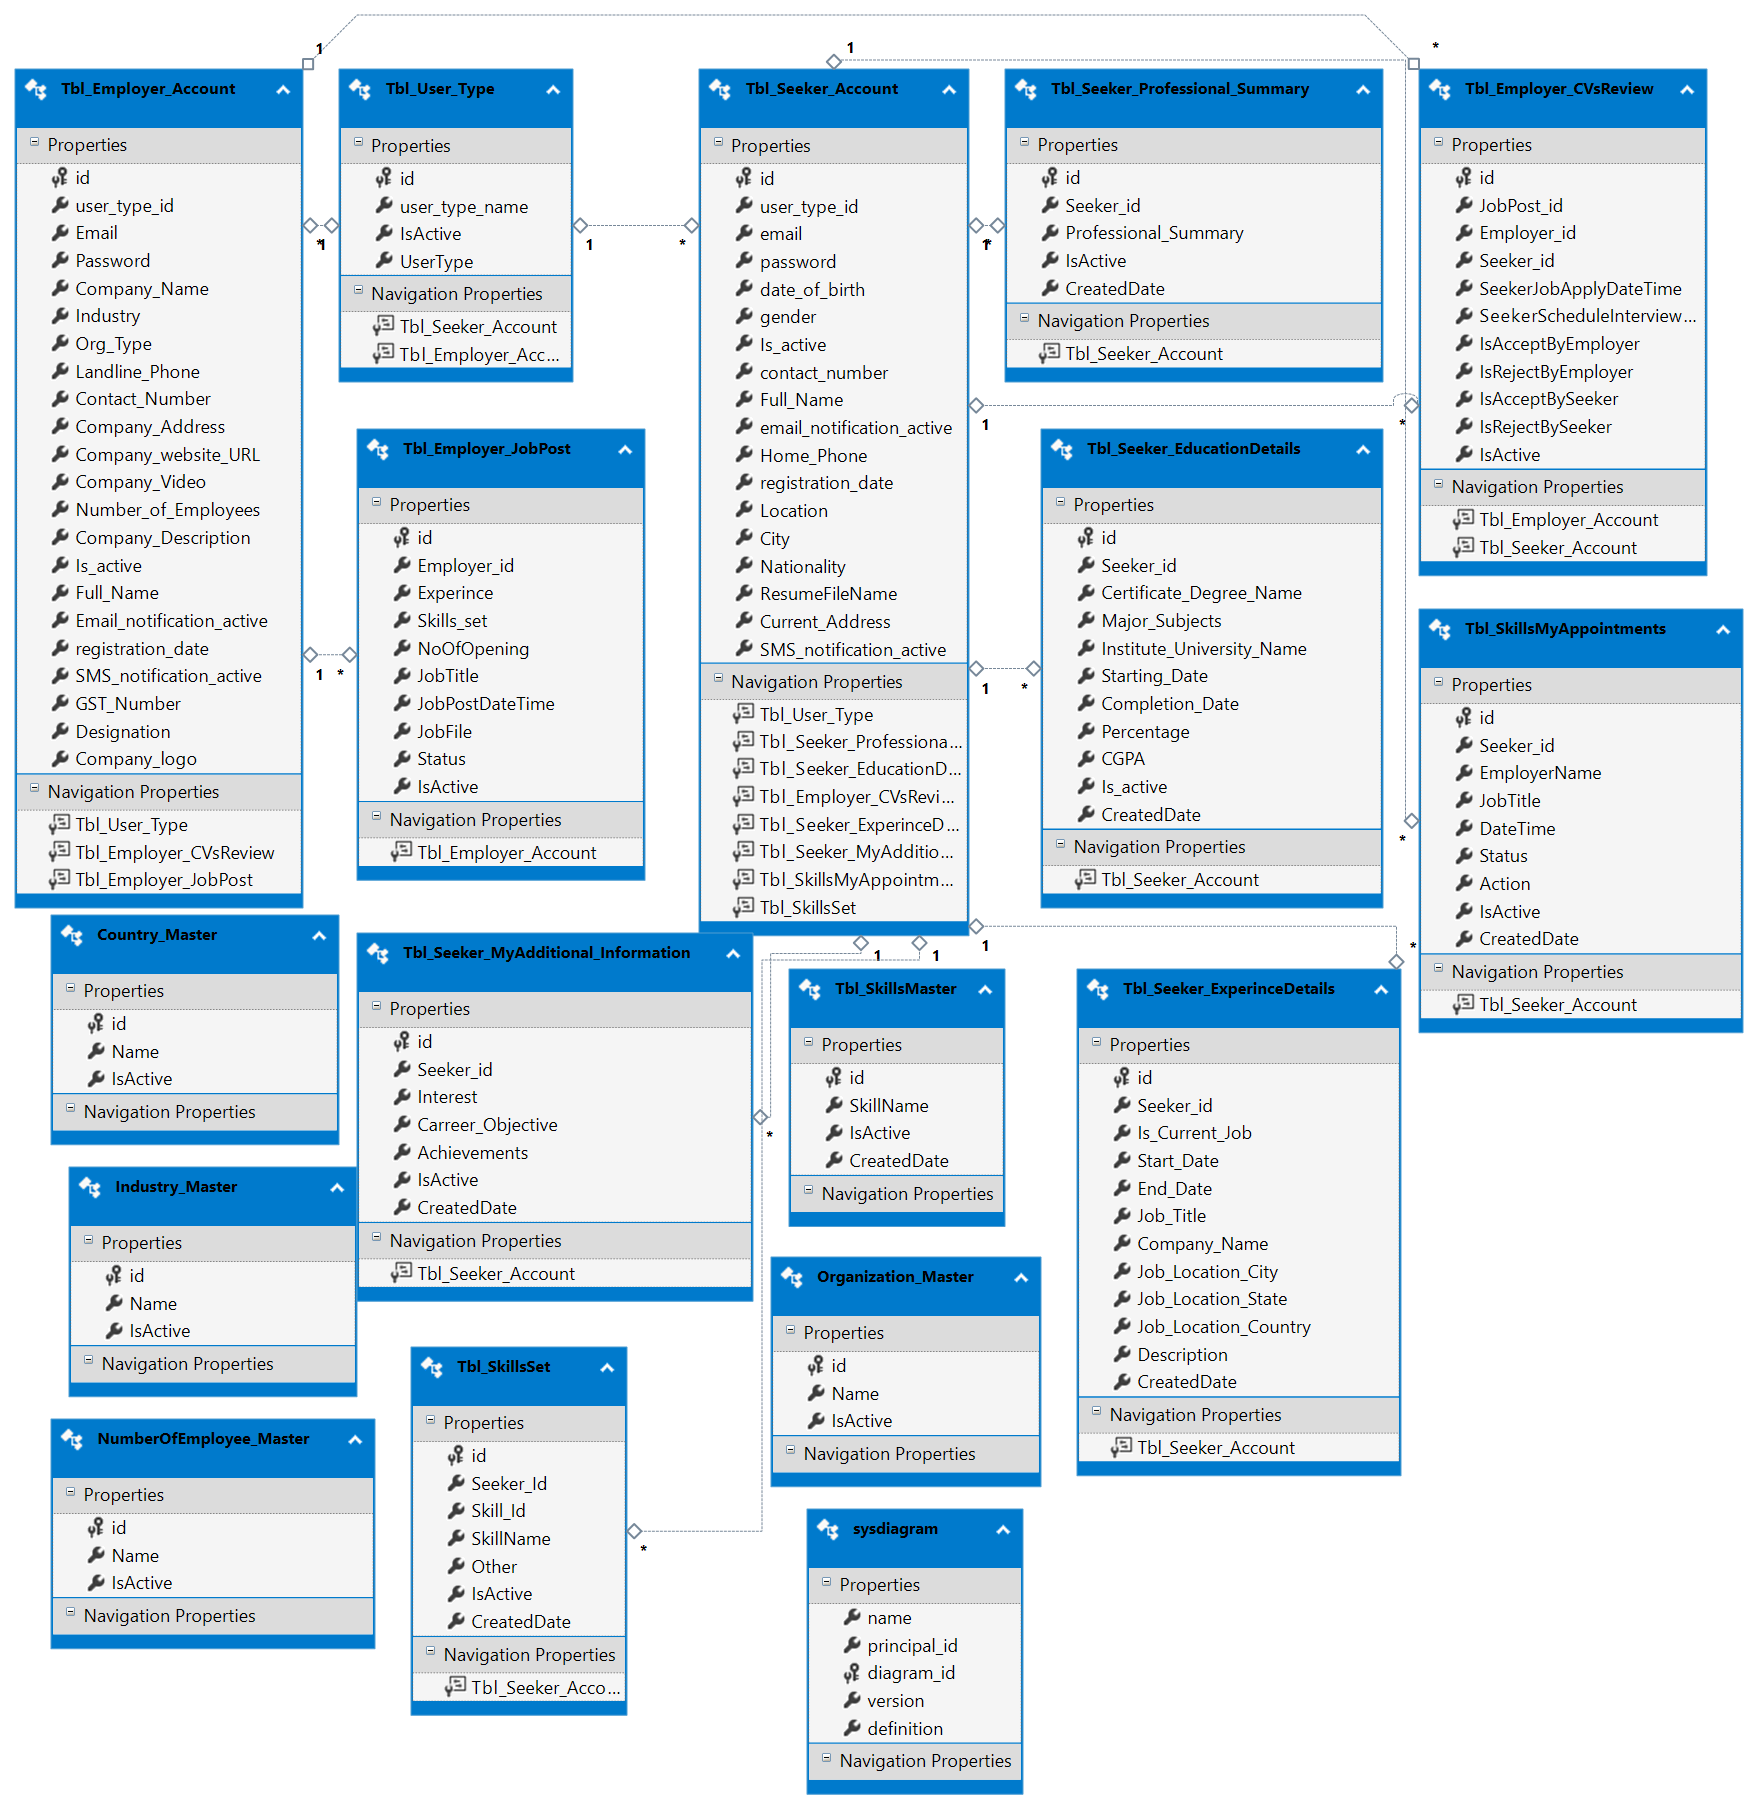 Tbl_Employer_Account
Properties
id
user_type_id
Email
Password
Company_Name
Industry
Org_Type
Landline_Phone
Contact_Number
Company_Address
Company_website_URL
Company_Video
Number_of_Employees
Company_Description
Is_active
Full_Name
Email_notification_active
registration_date
SMS_notification_active
GST_Number
Designation
Company_logo
Navigation Properties
Tbl_User_Type
Tbl_Employer_CVsReview
Tbl_Employer_JobPost
1
*
1
1
*
Tbl_User_Type
Properties
id
user_type_name
IsActive
UserType
Navigation Properties
Tbl_Seeker_Account
Tbl_Employer_Acc...
1
*
Tbl_Employer_JobPost
Properties
id
Employer_id
Experince
Skills_set
NoOfOpening
JobTitle
JobPostDateTime
JobFile
Status
IsActive
Navigation Properties
Tbl_Employer_Account
1
Tbl_Seeker_Account
Properties
id
user_type_id
email
password
date_of_birth
gender
Is_active
contact_number
Full_Name
email_notification_active
Home_Phone
registration_date
Location
City
Nationality
ResumeFileName
Current_Address
SMS_notification_active
Navigation Properties
Tbl_User_Type
Tbl_Seeker_Professiona...
Tbl_Seeker_EducationD...
Tbl_Employer_CVsRevi...
Tbl_Seeker_ExperinceD...
Tbl_Seeker_MyAdditio...
Tbl_SkillsMyAppointm...
Tbl_SkillsSet
1
*
1
*
1
*
1
1
1
*
Tbl_Seeker_Professional_Summary
Properties
id
Seeker_id
Professional_Summary
IsActive
CreatedDate
Navigation Properties
Tbl_Seeker_Account
Tbl_Seeker_EducationDetails
Properties
id
Seeker_id
Certificate_Degree_Name
Major_Subjects
Institute_University_Name
Starting_Date
Completion_Date
Percentage
CGPA
Is_active
CreatedDate
Navigation Properties
Tbl_Seeker_Account
*
Tbl_Employer_CVsReview
Properties
id
JobPost_id
Employer_id
Seeker_id
SeekerJobApplyDateTime
SeekerScheduleInterview...
IsAcceptByEmployer
IsRejectByEmployer
IsAcceptBySeeker
IsRejectBySeeker
IsActive
Navigation Properties
Tbl_Employer_Account
Tbl_Seeker_Account
*
Tbl_SkillsMyAppointments
Properties
id
Seeker_id
EmployerName
JobTitle
DateTime
Status
Action
IsActive
CreatedDate
Navigation Properties
Tbl_Seeker_Account
Country_Master
Properties
id
Name
IsActive
Navigation Properties
Tbl_Seeker_MyAdditional_Information
Properties
id
Seeker_id
Interest
Carreer_Objective
Achievements
IsActive
CreatedDate
Navigation Properties
Tbl_Seeker_Account
*
Tbl_SkillsMaster
Properties
id
SkillName
IsActive
CreatedDate
Navigation Properties
Tbl_Seeker_ExperinceDetails
Properties
id
Seeker_id
Is_Current_Job
Start_Date
End_Date
Job_Title
Company_Name
Job_Location_City
Job_Location_State
Job_Location_Country
Description
CreatedDate
Navigation Properties
Tbl_Seeker_Account
Industry_Master
Properties
id
Name
IsActive
Navigation Properties
Organization_Master
Properties
id
Name
IsActive
Navigation Properties
Tbl_SkillsSet
Properties
id
Seeker_Id
Skill_Id
SkillName
Other
IsActive
CreatedDate
Navigation Properties
Tbl_Seeker_Acco...
*
NumberOfEmployee_Master
Properties
id
Name
IsActive
Navigation Properties
sysdiagram
Properties
name
principal_id
diagram_id
version
definition
Navigation Properties